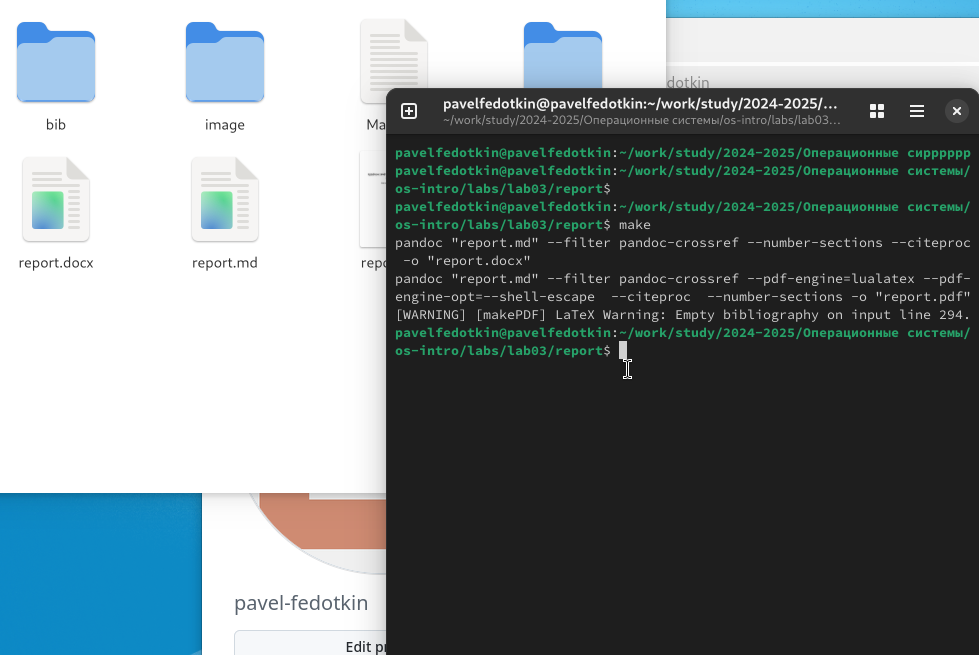 bib
image
Ma
report.docx
report.md
repo
dotkin
pavelfedotkin@pavelfedotkin:~/work/study/2024-2025/...
~/work/study/2024-2025/Операционные системы/os-intro/labs/lab03...
pavelfedotkin@pavelfedotkin:~/work/study/2024-2025/Операционные сирррррр
pavelfedotkin@pavelfedotkin:~/work/study/2024-2025/Операционные системы/
os-intro/labs/lab03/report$
pavelfedotkin@pavelfedotkin:~/work/study/2024-2025/Операционные системы/
os-intro/labs/lab03/report$ make
pandoc "report.md" --filter pandoc-crossref --number-sections --citeproc
-o "report.docx"
pandoc "report.md" --filter pandoc-crossref --pdf-engine=lualatex --pdf-
engine-opt=--shell-escape  --citeproc  --number-sections -o "report.pdf"
[WARNING] [makePDF] LaTeX Warning: Empty bibliography on input line 294.
pavelfedotkin@pavelfedotkin:~/work/study/2024-2025/Операционные системы/
os-intro/labs/lab03/report$
pavel-fedotkin
Edit pr